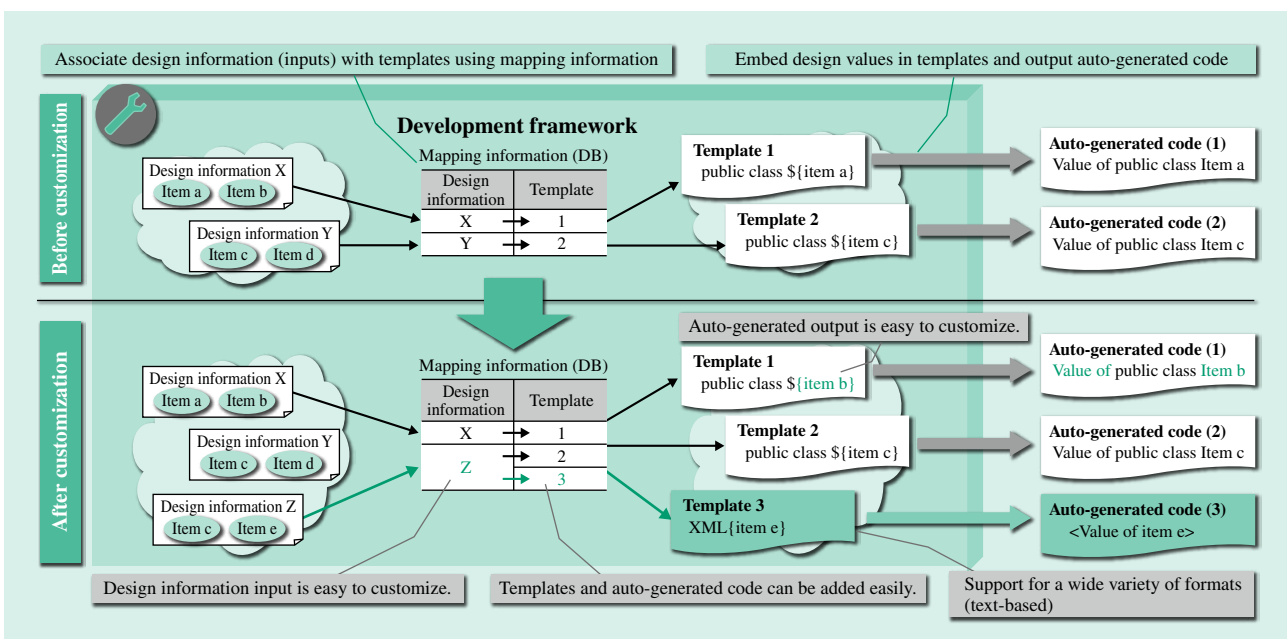 Associate design information (inputs) with templates using mapping information
Embed design values in templates and output auto-generated code
Before customization
Development framework
Design information X
Item a Item b
Design information Y
Item c Item d
Mapping information (DB)
Design information Template
X 1
Y 2
Template 1
public class ${item a}
Template 2
public class ${item c}
Auto-generated code (1)
Value of public class Item a
Auto-generated code (2)
Value of public class Item c
After customization
Auto-generated output is easy to customize.
Design information X
Item a Item b
Design information Y
Item c Item d
Design information Z
Item c Item e
Mapping information (DB)
Design information Template
X 1
Z 2
3
Template 1
public class ${item b}
Template 2
public class ${item c}
Template 3
XML{item e}
Auto-generated code (1)
Value of public class Item b
Auto-generated code (2)
Value of public class Item c
Auto-generated code (3)
<Value of item e>
Design information input is easy to customize.
Templates and auto-generated code can be added easily.
Support for a wide variety of formats
(text-based)